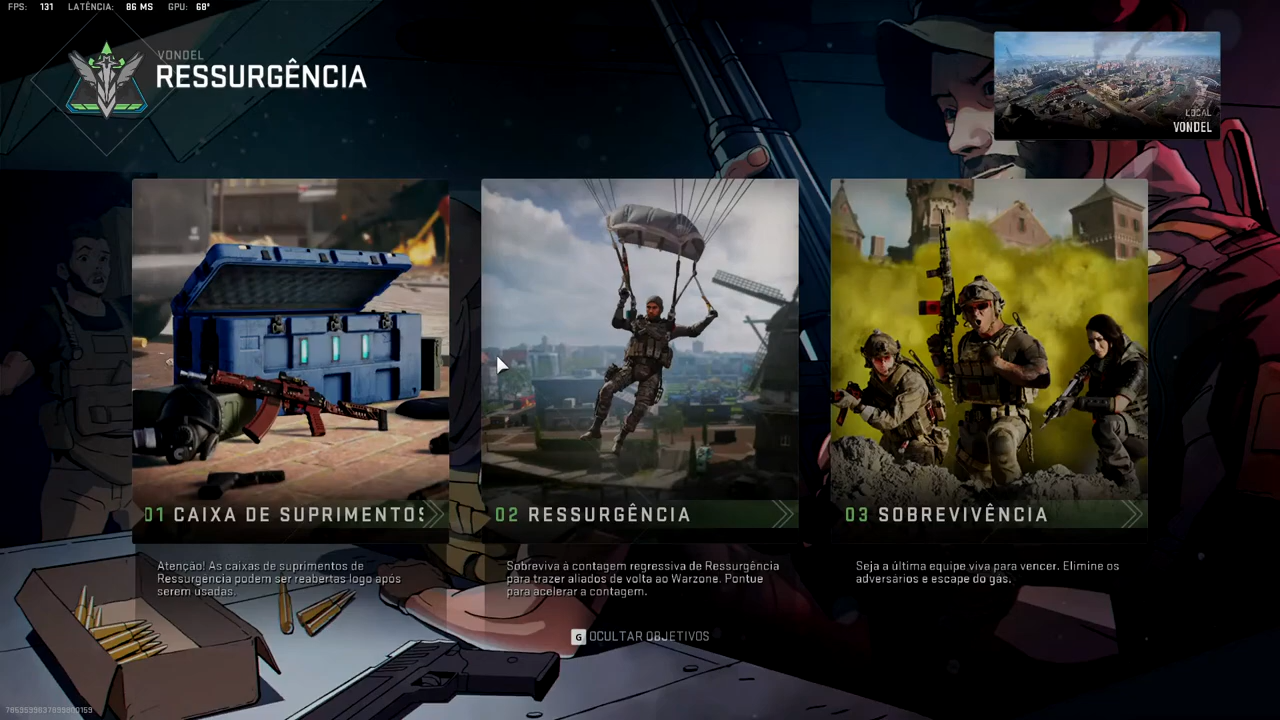 FPS: 131 LATÊNCIA: 86 MS GPU: 68°
VONDEL
RESSURGÊNCIA
LOCAL
VONDEL
01 CAIXA DE SUPRIMENTOS
02 RESSURGÊNCIA
03 SOBREVIVÊNCIA
Atenção! As caixas de suprimentos de
Ressurgência podem ser reabertas logo após
serem usadas.
Sobreviva à contagem regressiva de Ressurgência
para trazer aliados de volta ao Warzone. Pontue
para acelerar a contagem.
Seja a última equipe viva para vencer. Elimine os
adversários e escape do gás.
G OCULTAR OBJETIVOS